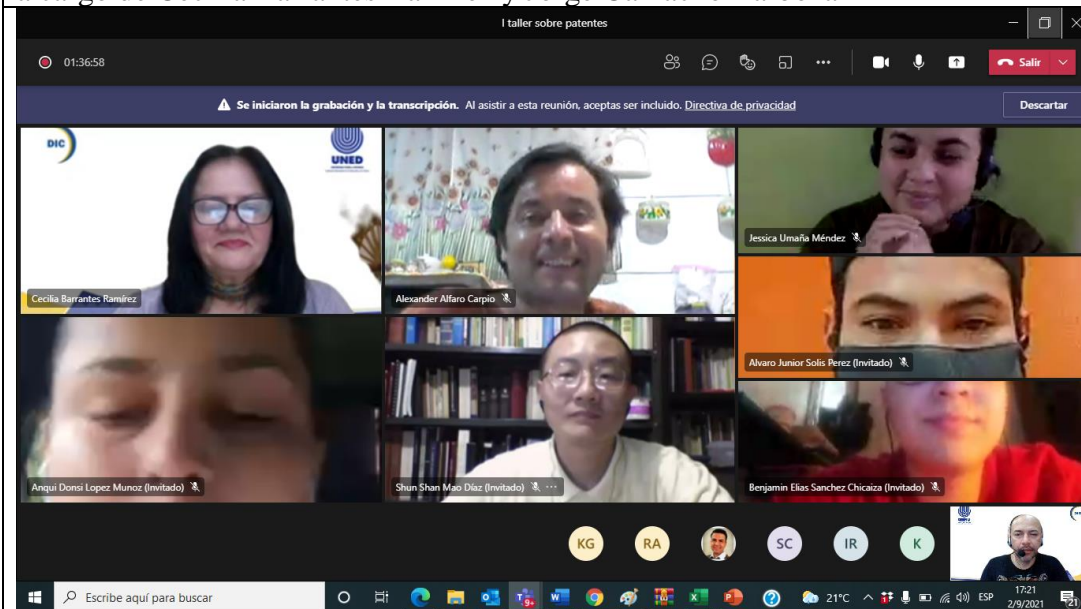 I taller sobre patentes
01:36:58
Salir
Se iniciaron la grabación y la transcripción. Al asistir a esta reunión, aceptas ser incluido. Directiva de privacidad
Descartar
DIC
UNED
Cecilia Barrantes Ramírez
Alexander Alfaro Carpio
Jessica Umaña Méndez
Alvaro Junior Solis Perez (Invitado)
Anqui Donsi Lopez Munoz (Invitado)
Shun Shan Mao Díaz (Invitado)
Benjamin Elias Sanchez Chicaiza (Invitado)
KG
RA
SC
IR
K
Escribe aquí para buscar
21°C
ESP
17:21
2/9/2021